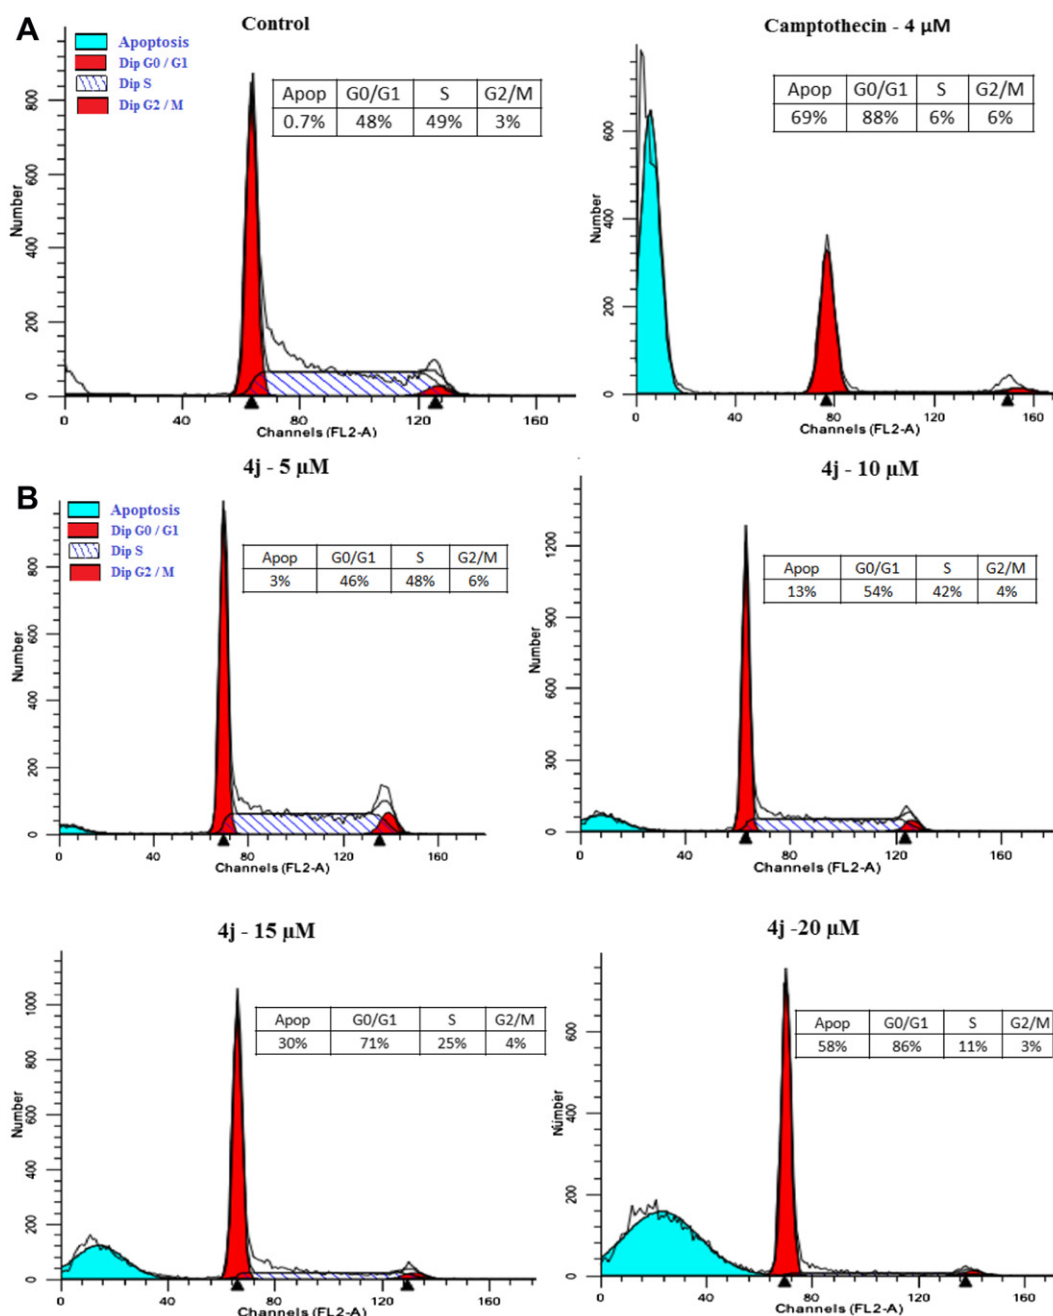 A
Control
Apoptosis
Dip G0 / G1
Dip S
Dip G2 / M
Apop G0/G1 S G2/M
0.7% 48% 49% 3%
Number
800
600
400
200
0
0 40 80 120 160
Channels (FL2-A)
Camptothecin - 4 µM
Apop G0/G1 S G2/M
69% 88% 6% 6%
Number
600
400
200
0
0 40 80 120 160
Channels (FL2-A)
B
4j - 5 µM
Apoptosis
Dip G0 / G1
Dip S
Dip G2 / M
Apop G0/G1 S G2/M
3% 46% 48% 6%
Number
800
600
400
200
0
0 40 80 120 160
Channels (FL2-A)
4j - 10 µM
Apop G0/G1 S G2/M
13% 54% 42% 4%
Number
1200
900
600
300
0
0 40 80 120 160
Channels (FL2-A)
4j - 15 µM
Apop G0/G1 S G2/M
30% 71% 25% 4%
Number
1000
800
600
400
200
0
0 40 80 120 160
Channels (FL2-A)
4j -20 µM
Apop G0/G1 S G2/M
58% 86% 11% 3%
Number
600
400
200
0
0 40 80 120 160
Channels (FL2-A)